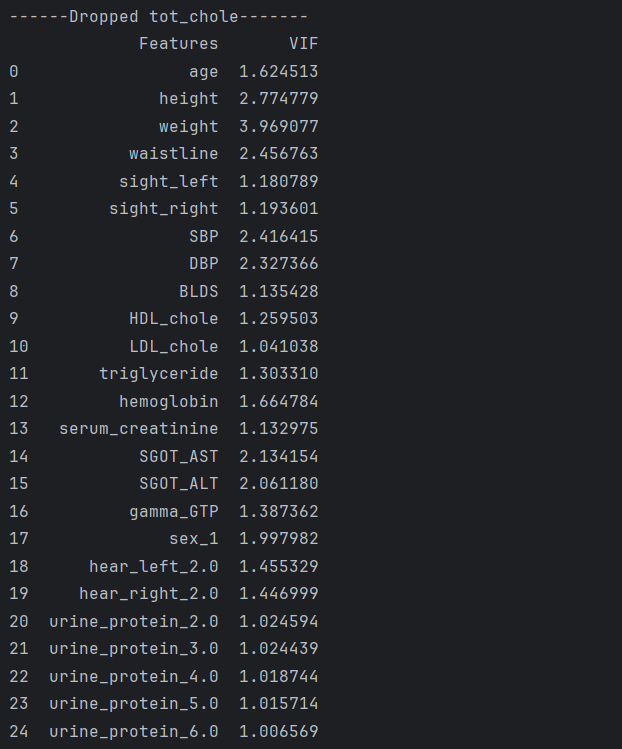 ------Dropped tot_chole-------
Features VIF
0 age 1.624513
1 height 2.774779
2 weight 3.969077
3 waistline 2.456763
4 sight_left 1.180789
5 sight_right 1.193601
6 SBP 2.416415
7 DBP 2.327366
8 BLDS 1.135428
9 HDL_chole 1.259503
10 LDL_chole 1.041038
11 triglyceride 1.303310
12 hemoglobin 1.664784
13 serum_creatinine 1.132975
14 SGOT_AST 2.134154
15 SGOT_ALT 2.061180
16 gamma_GTP 1.387362
17 sex_1 1.997982
18 hear_left_2.0 1.455329
19 hear_right_2.0 1.446999
20 urine_protein_2.0 1.024594
21 urine_protein_3.0 1.024439
22 urine_protein_4.0 1.018744
23 urine_protein_5.0 1.015714
24 urine_protein_6.0 1.006569